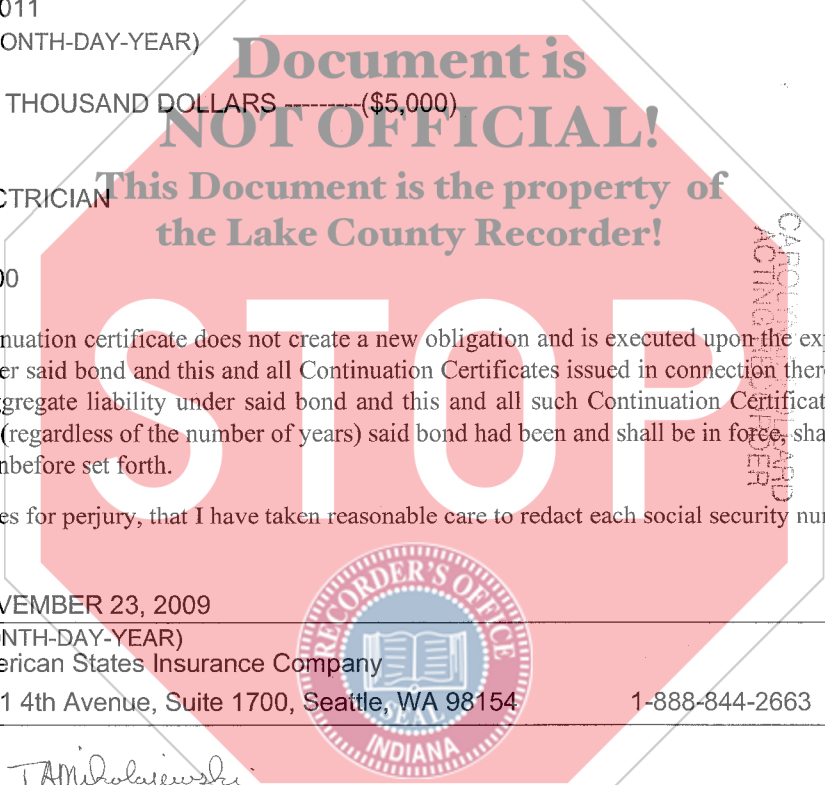 011
ONTH-DAY-YEAR)
Document is
THOUSAND DOLLARS ---------($5,000)
NOT OFFICIAL!
CTRICIAN
This Document is the property of
the Lake County Recorder!
00
STOP
nuation certificate does not create a new obligation and is executed upon the ex
er said bond and this and all Continuation Certificates issued in connection ther
ggregate liability under said bond and this and all such Continuation Certificat
(regardless of the number of years) said bond had been and shall be in force, sha
nbefore set forth.
ACTING RECORDER
es for perjury, that I have taken reasonable care to redact each social security nu
VEMBER 23, 2009
NTH-DAY-YEAR)
erican States Insurance Company
1 4th Avenue, Suite 1700, Seattle, WA 98154 1-888-844-2663
RECORDER'S OFFICE
SEAL
INDIANA
TAMikolajewski